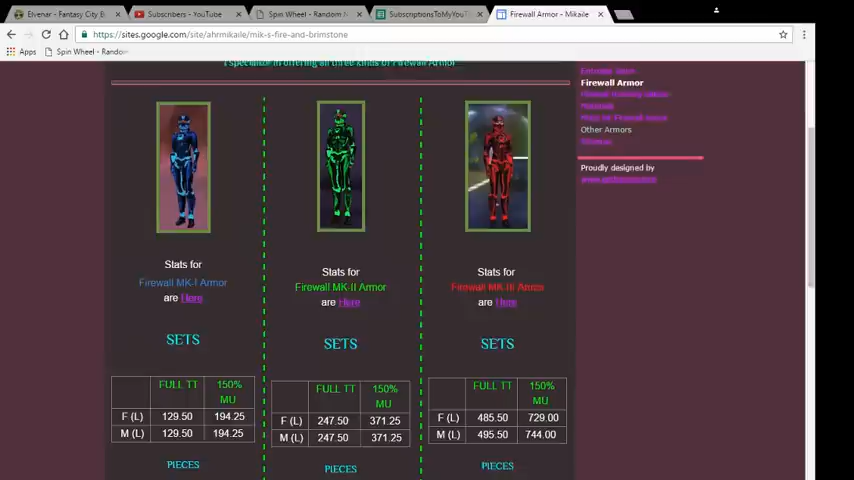 Elvenar - Fantasy City B
Subscribers - YouTube
Spin Wheel - Random N
SubscriptionsToMyYouT
Firewall Armor - Mikaile
https://sites.google.com/site/ahrmikaile/mik-s-fire-and-brimstone
Apps
Spin Wheel - Random
I specialize in offering all three kinds of Firewall Armor
Firewall Armor
Other Armors
Proudly designed by
Stats for
Firewall MK-I Armor
are Here
SETS
FULL TT 150% MU
F (L) 129.50 194.25
M (L) 129.50 194.25
PIECES
Stats for
Firewall MK-II Armor
are Here
SETS
FULL TT 150% MU
F (L) 247.50 371.25
M (L) 247.50 371.25
PIECES
Stats for
Firewall MK-III Armor
are Here
SETS
FULL TT 150% MU
F (L) 485.50 729.00
M (L) 495.50 744.00
PIECES